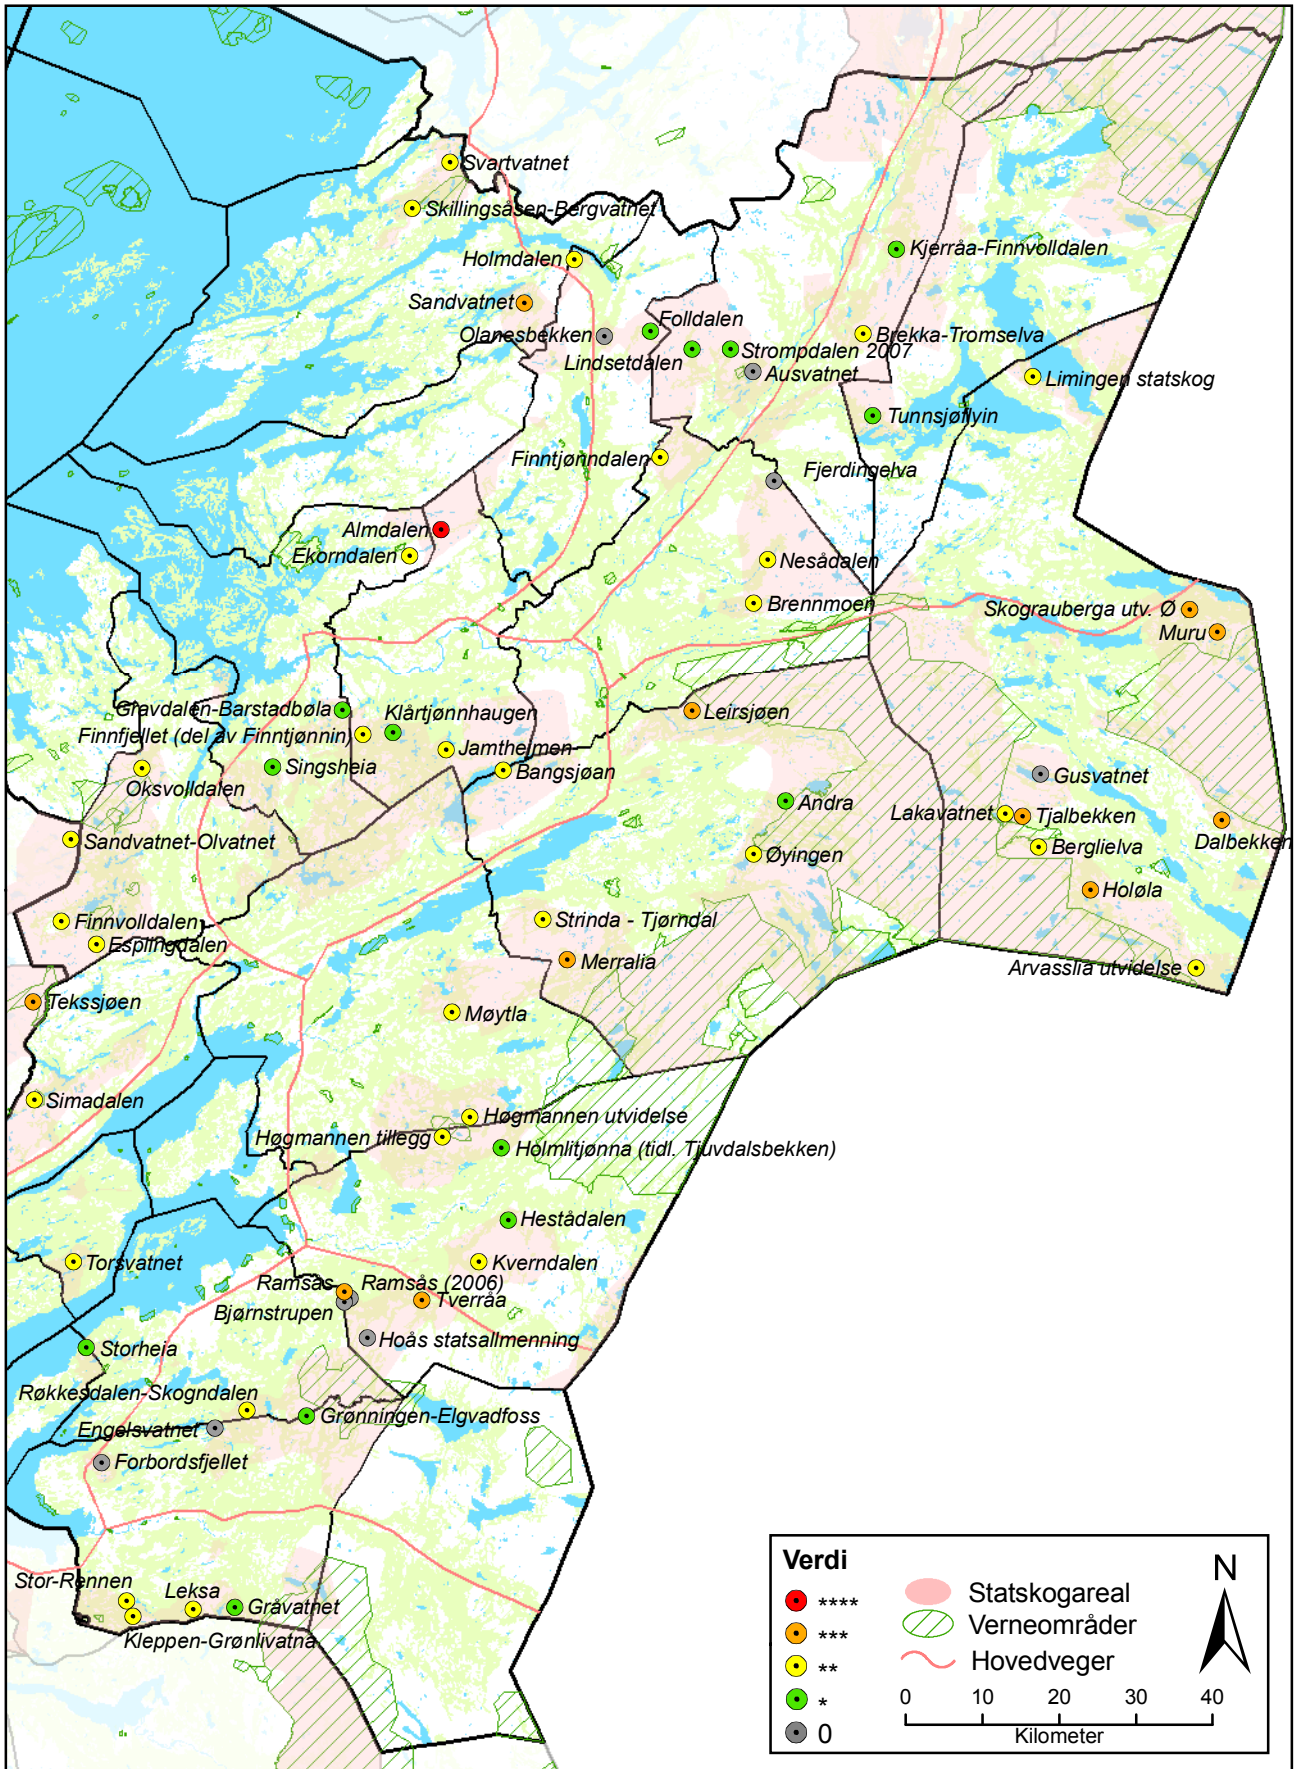 Svartvatnet
Skillingsåsen-Bergvatnet
Kjerråa-Finnvolldalen
Holmdalen
Sandvatnet
Folldalen
Olanesbekken
Brekka-Tromselva
Lindsetdalen
Strompdalen 2007
Ausvatnet
Limingen statskog
Tunnsjøflyin
Finntjønndalen
Fjerdingelva
Almdalen
Ekorndalen
Nesådalen
Brennmoen
Skograuberga utv. Ø
Muru
Gravdalen-Barstadbøla
Klårtjønnhaugen
Leirsjøen
Finnfjellet (del av Finntjønnin)
Jamtheimen
Singsheia
Bangsjøan
Oksvolldalen
Gusvatnet
Andra
Lakavatnet
Tjalbekken
Dalbekken
Sandvatnet-Olvatnet
Berglielva
Øyingen
Holøla
Finnvolldalen
Strinda - Tjørndal
Esplingdalen
Merralia
Arvasslia utvidelse
Tekssjøen
Møytla
Simadalen
Høgmannen utvidelse
Høgmannen tillegg
Holmlitjønna (tidl. Tjuvdalsbekken)
Hestådalen
Torsvatnet
Kverndalen
Ramsås
Ramsås (2006)
Bjørnstrupen
Tverråa
Hoås statsallmenning
Storheia
Røkkesdalen-Skogndalen
Grønningen-Elgvadfoss
Engelsvatnet
Forbordsfjellet
Stor-Rennen
Leksa
Gråvatnet
Kleppen-Grønlivatna
Verdi
****
***
**
*
0
Statskogareal
Verneområder
Hovedveger
N
0 10 20 30 40
Kilometer